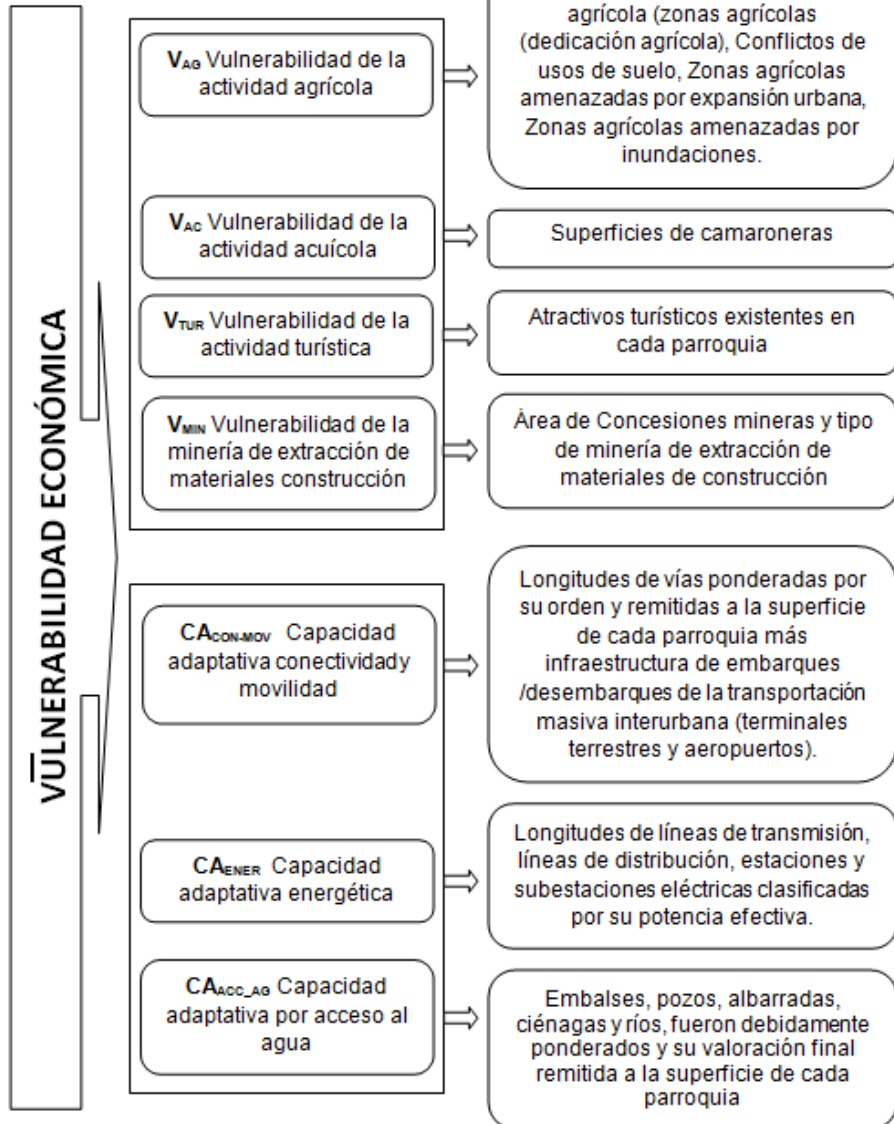 VULNERABILIDAD ECONÓMICA
V_AG Vulnerabilidad de la
actividad agrícola
agrícola (zonas agrícolas
(dedicación agrícola), Conflictos de
usos de suelo, Zonas agrícolas
amenazadas por expansión urbana,
Zonas agrícolas amenazadas por
inundaciones.
V_AC Vulnerabilidad de la
actividad acuícola
Superficies de camaroneras
V_TUR Vulnerabilidad de la
actividad turística
Atractivos turísticos existentes en
cada parroquia
V_MIN Vulnerabilidad de la
minería de extracción de
materiales construcción
Área de Concesiones mineras y tipo
de minería de extracción de
materiales de construcción
CA_CON-MOV Capacidad
adaptativa conectividad y
movilidad
Longitudes de vías ponderadas por
su orden y remitidas a la superficie
de cada parroquia más
infraestructura de embarques
/desembarques de la transportación
masiva interurbana (terminales
terrestres y aeropuertos).
CA_ENER Capacidad
adaptativa energética
Longitudes de líneas de transmisión,
líneas de distribución, estaciones y
subestaciones eléctricas clasificadas
por su potencia efectiva.
CA_ACC_AG Capacidad
adaptativa por acceso al
agua
Embalses, pozos, albarradas,
ciénagas y ríos, fueron debidamente
ponderados y su valoración final
remitida a la superficie de cada
parroquia